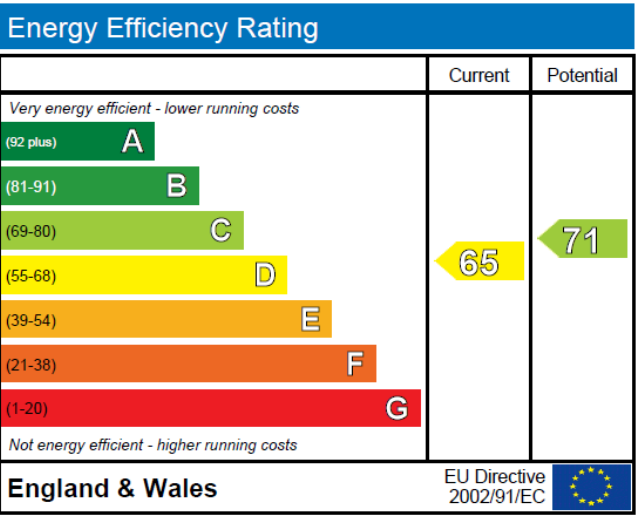 Energy Efficiency Rating
Current Potential
Very energy efficient - lower running costs
(92 plus) A
(81-91) B
(69-80) C
(55-68) D
(39-54) E
(21-38) F
(1-20) G
65
71
Not energy efficient - higher running costs
England & Wales
EU Directive
2002/91/EC